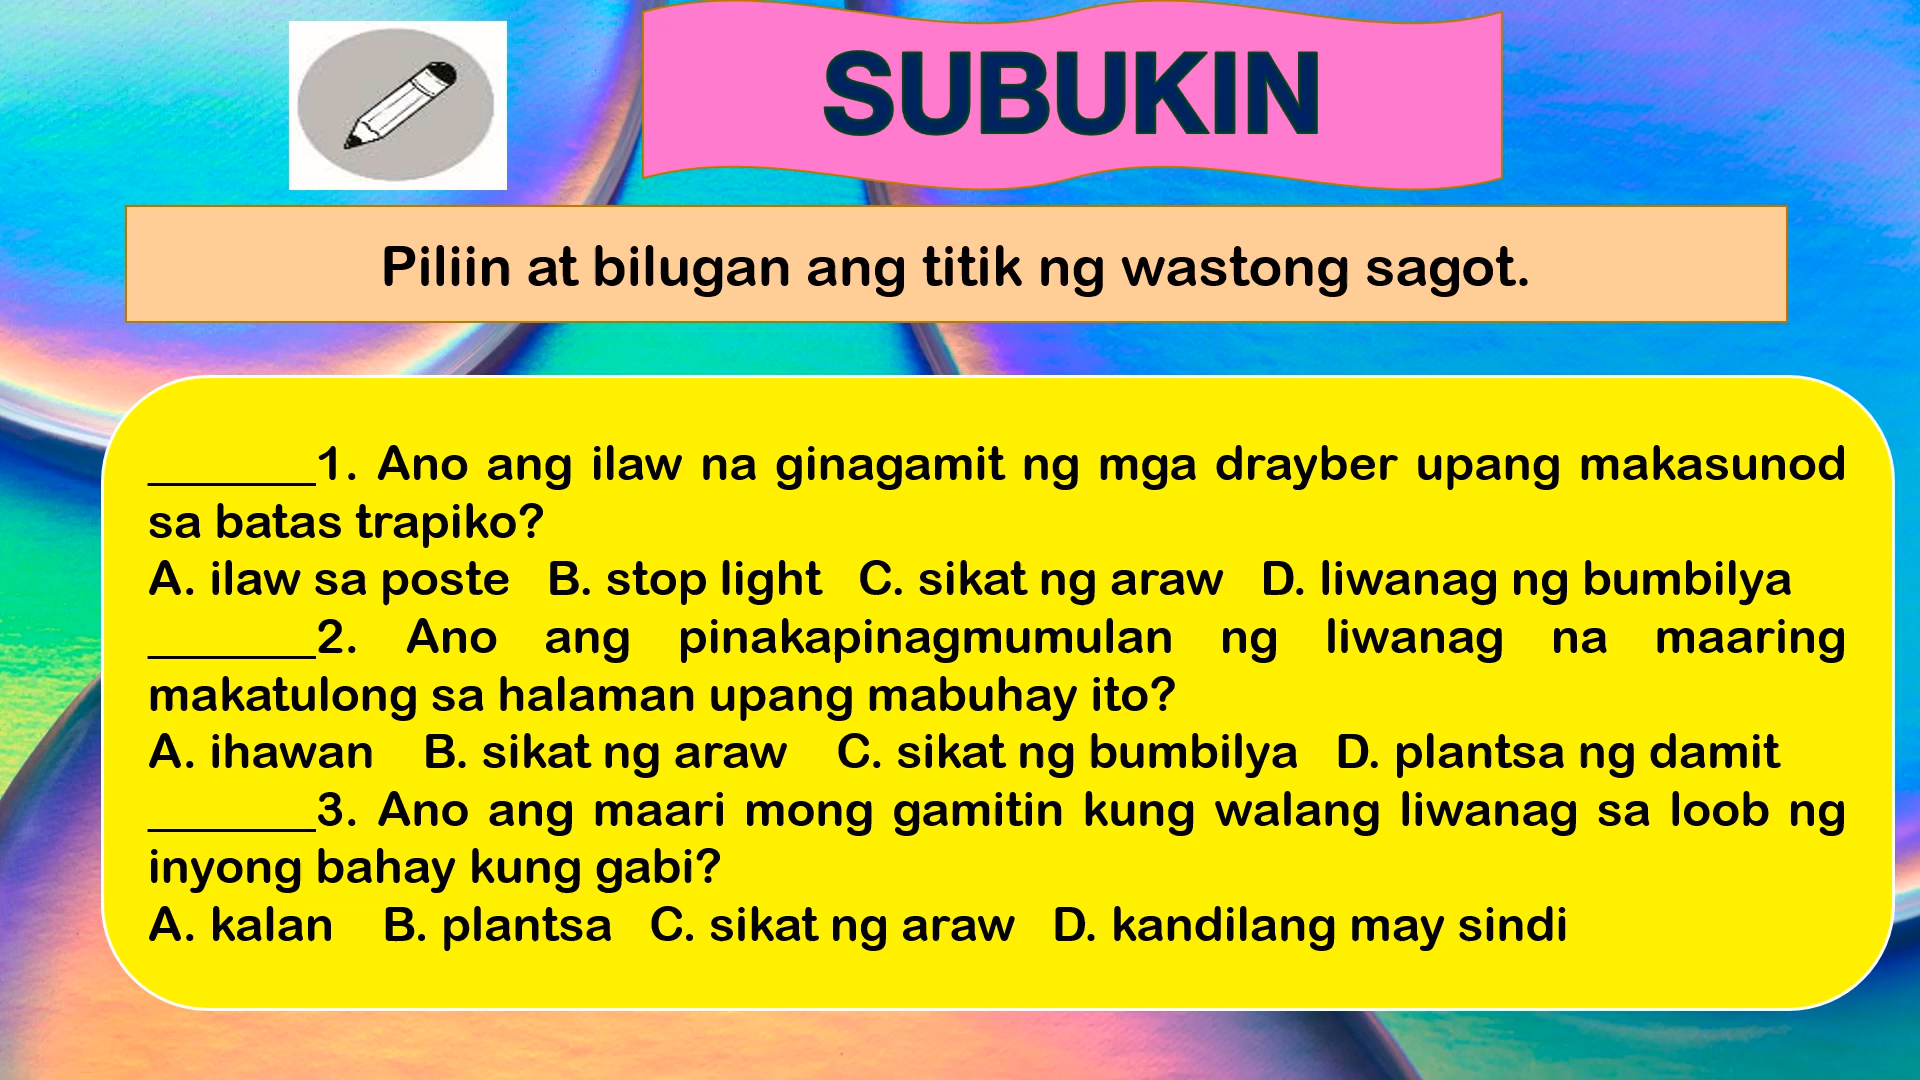 SUBUKIN
Piliin at bilugan ang titik ng wastong sagot.
_______1. Ano ang ilaw na ginagamit ng mga drayber upang makasunod
sa batas trapiko?
A. ilaw sa poste B. stop light C. sikat ng araw D. liwanag ng bumbilya
_______2. Ano ang pinakapinagmumulan ng liwanag na maaring
makatulong sa halaman upang mabuhay ito?
A. ihawan B. sikat ng araw C. sikat ng bumbilya D. plantsa ng damit
_______3. Ano ang maari mong gamitin kung walang liwanag sa loob ng
inyong bahay kung gabi?
A. kalan B. plantsa C. sikat ng araw D. kandilang may sindi